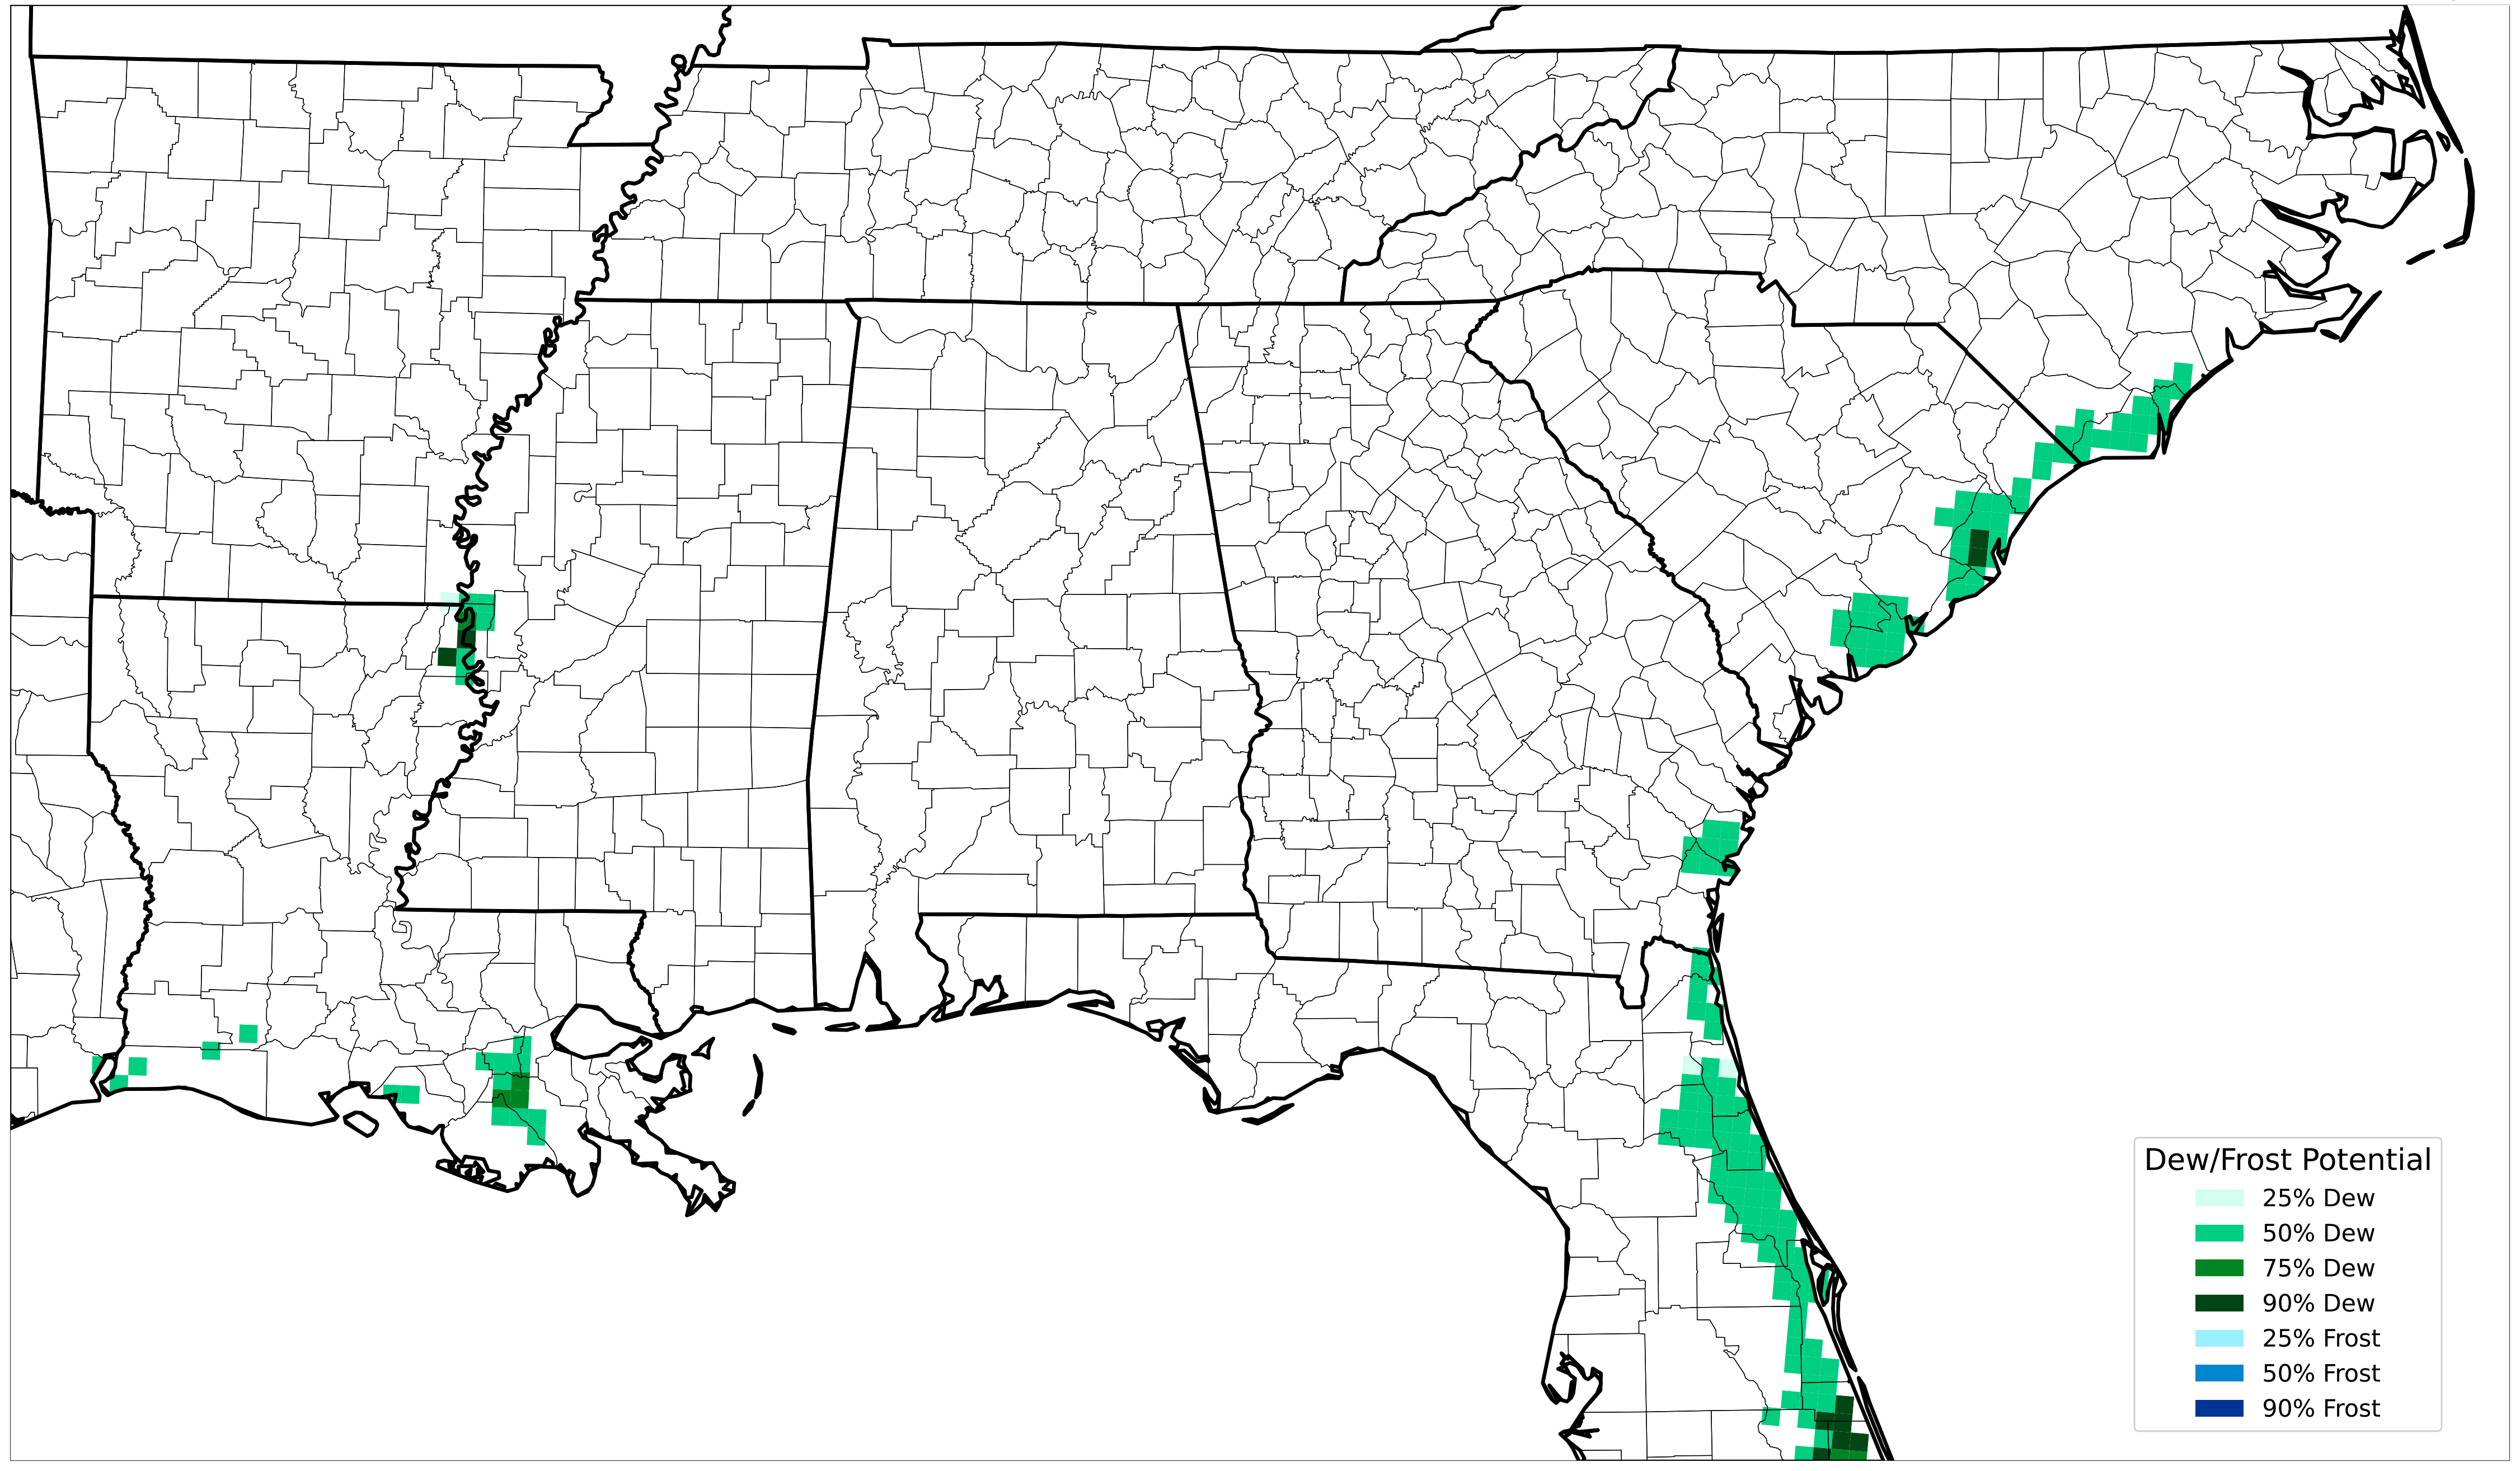 Dew/Frost Potential
25% Dew
50% Dew
75% Dew
90% Dew
25% Frost
50% Frost
90% Frost